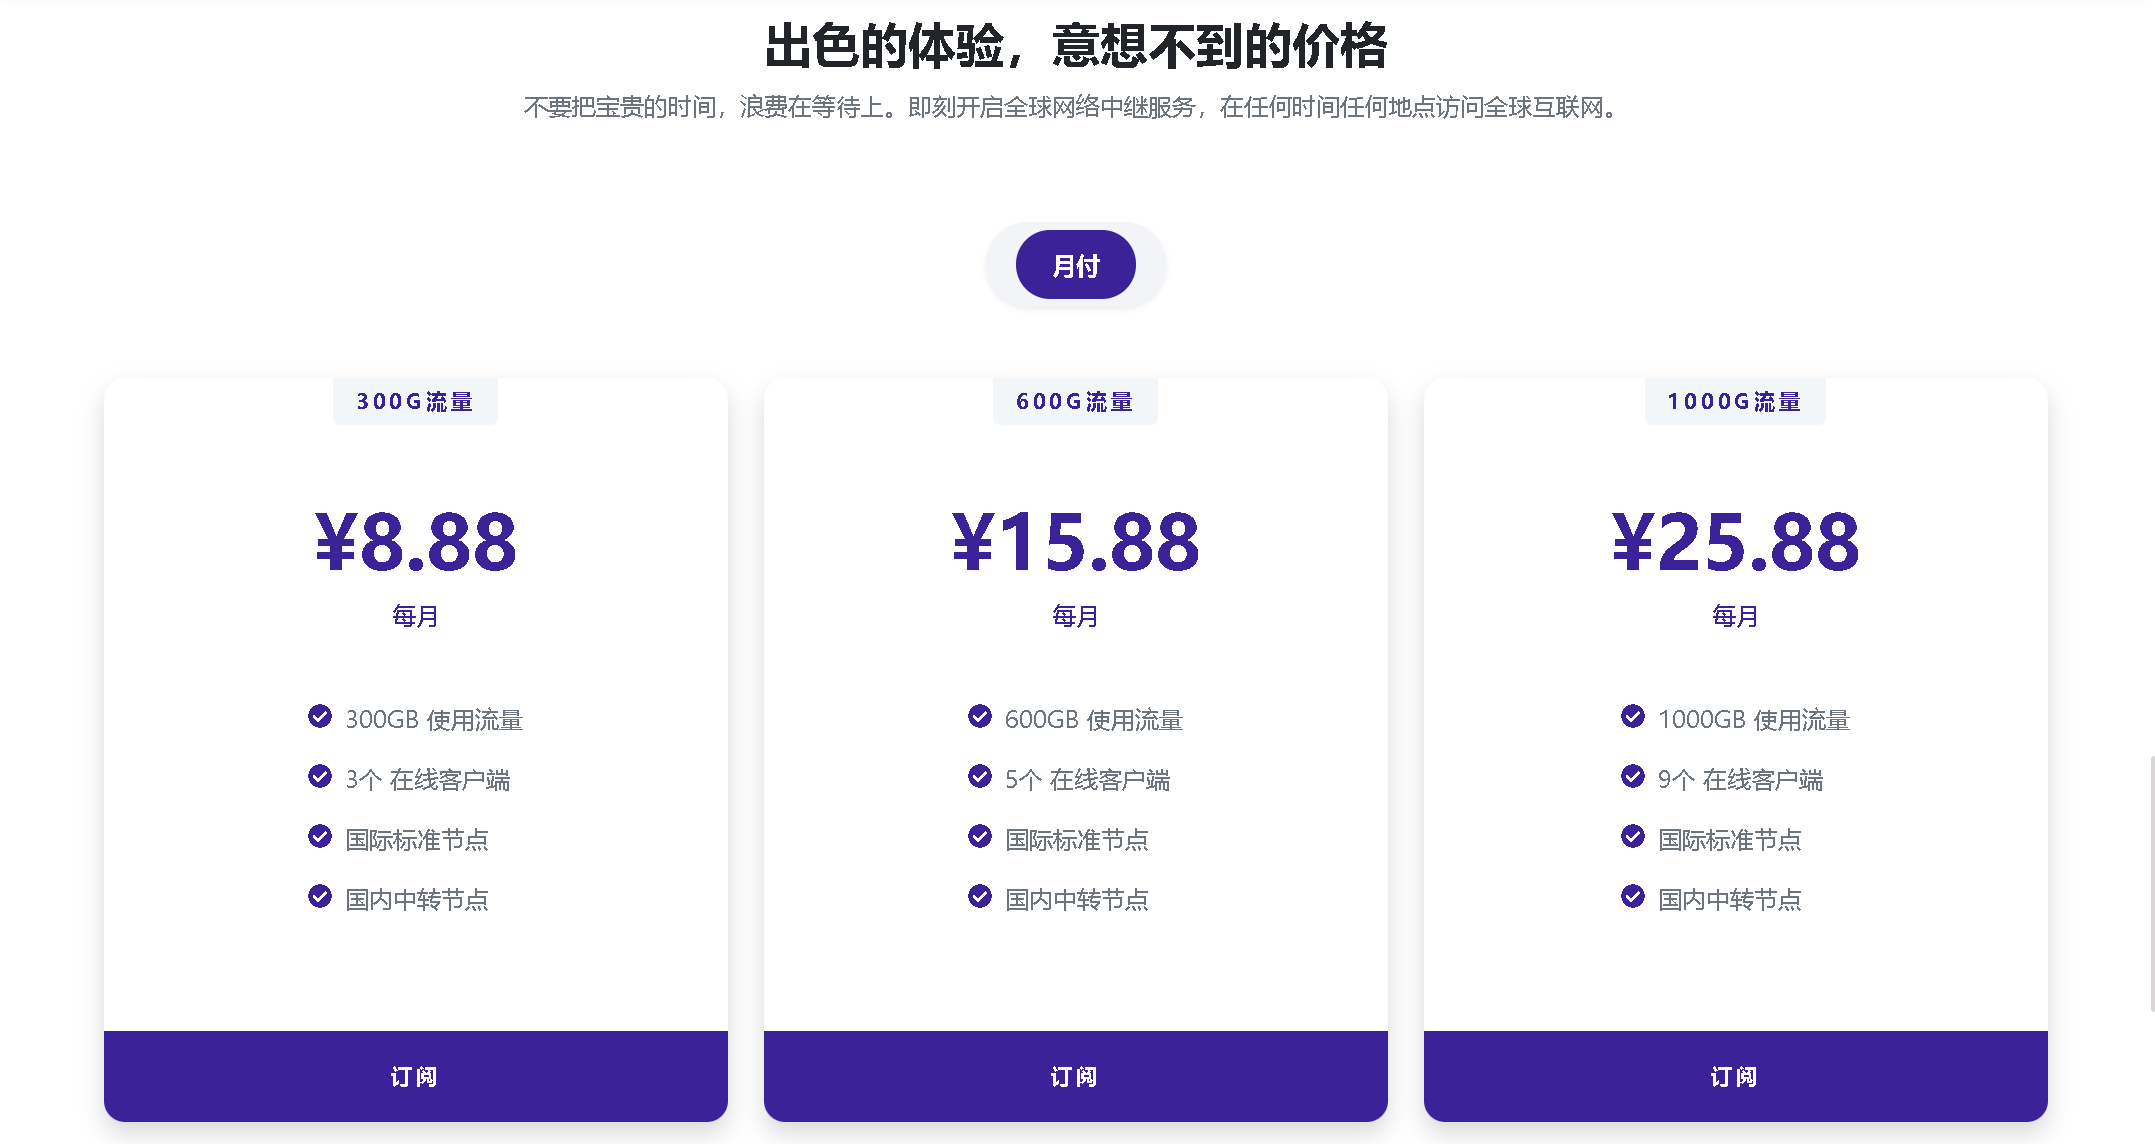 出色的体验，意想不到的价格
不要把宝贵的时间，浪费在等待上。即刻开启全球网络中继服务，在任何时间任何地点访问全球互联网。
月付
300G流量
¥8.88
每月
300GB 使用流量
3个 在线客户端
国际标准节点
国内中转节点
订阅
600G流量
¥15.88
每月
600GB 使用流量
5个 在线客户端
国际标准节点
国内中转节点
订阅
1000G流量
¥25.88
每月
1000GB 使用流量
9个 在线客户端
国际标准节点
国内中转节点
订阅